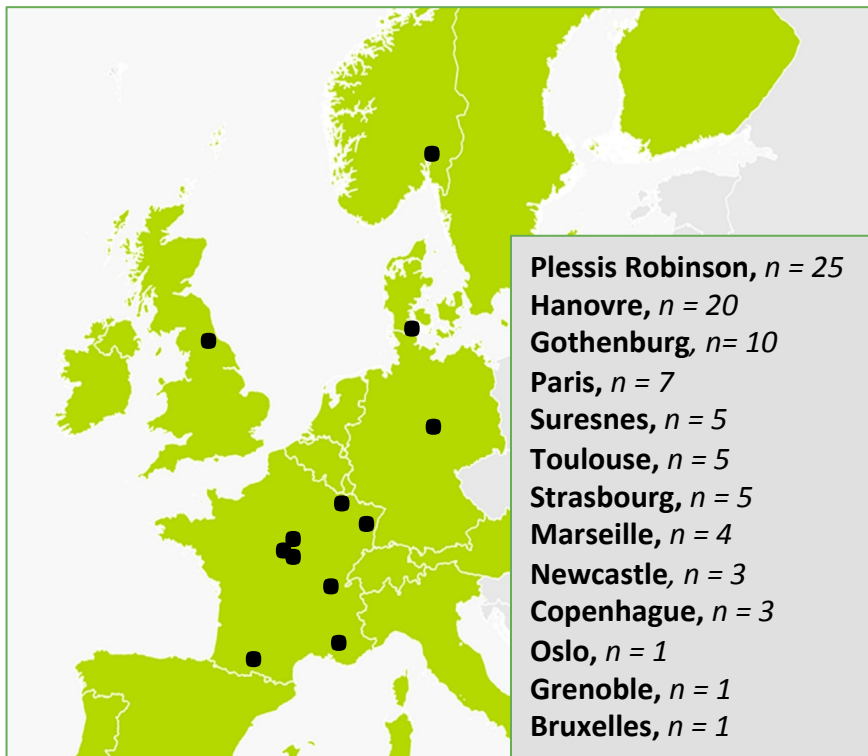 Plessis Robinson, n = 25
Hanovre, n = 20
Gothenburg, n= 10
Paris, n = 7
Suresnes, n = 5
Toulouse, n = 5
Strasbourg, n = 5
Marseille, n = 4
Newcastle, n = 3
Copenhague, n = 3
Oslo, n = 1
Grenoble, n = 1
Bruxelles, n = 1